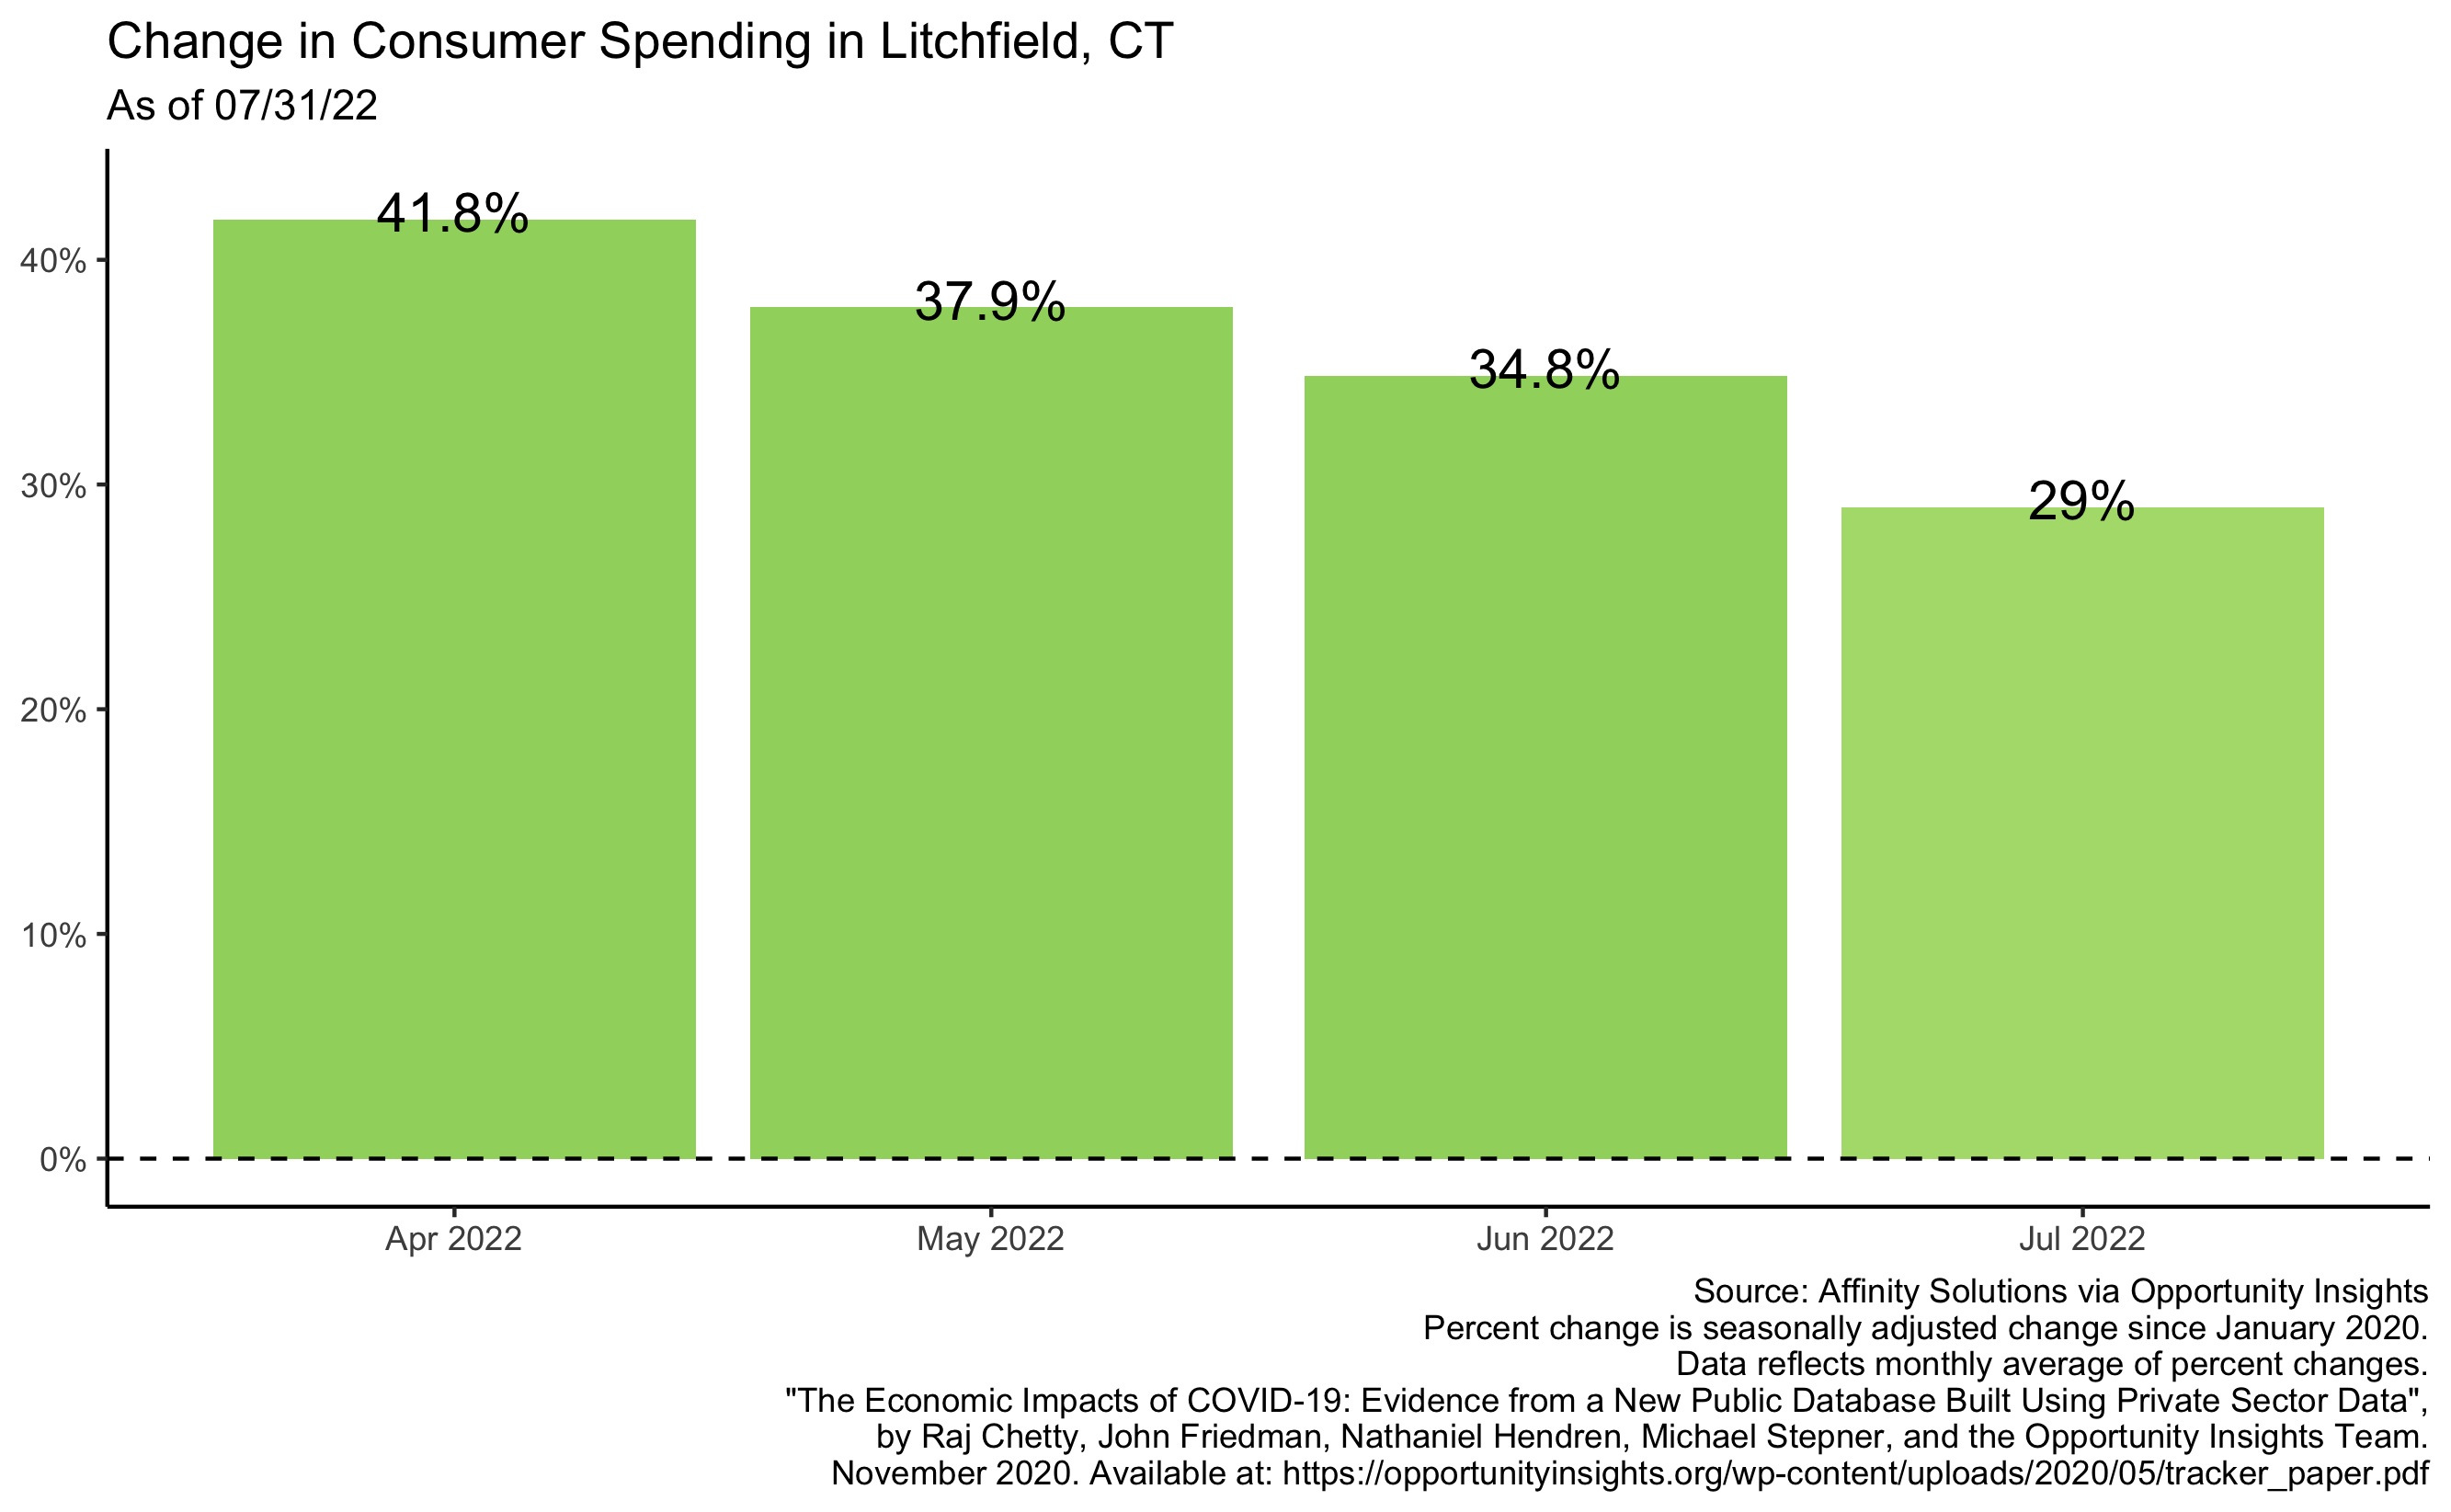 Change in Consumer Spending in Litchfield, CT
As of 07/31/22
41.8%
37.9%
34.8%
29%
40%
30%
20%
10%
0%
Apr 2022
May 2022
Jun 2022
Jul 2022
Source: Affinity Solutions via Opportunity Insights
Percent change is seasonally adjusted change since January 2020.
Data reflects monthly average of percent changes.
"The Economic Impacts of COVID-19: Evidence from a New Public Database Built Using Private Sector Data",
by Raj Chetty, John Friedman, Nathaniel Hendren, Michael Stepner, and the Opportunity Insights Team.
November 2020. Available at: https://opportunityinsights.org/wp-content/uploads/2020/05/tracker_paper.pdf